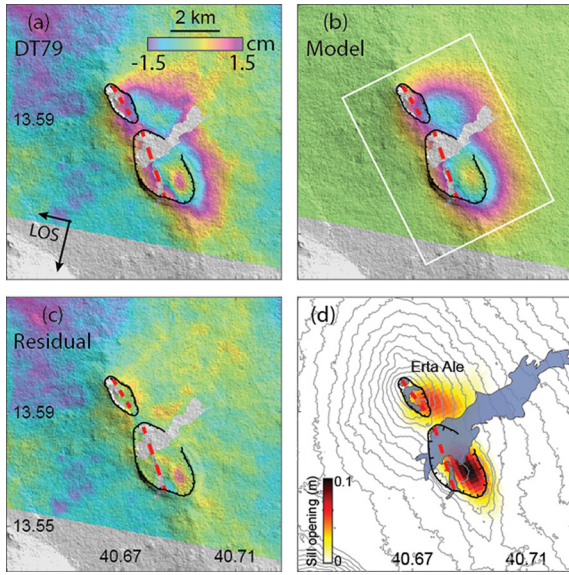 (a)
DT79
2 km
cm
-1.5
1.5
13.59
LOS
(b)
Model
(c)
Residual
13.59
13.55
40.67
40.71
(d)
Erta Ale
Sill opening (m)
0.1
0
40.67
40.71